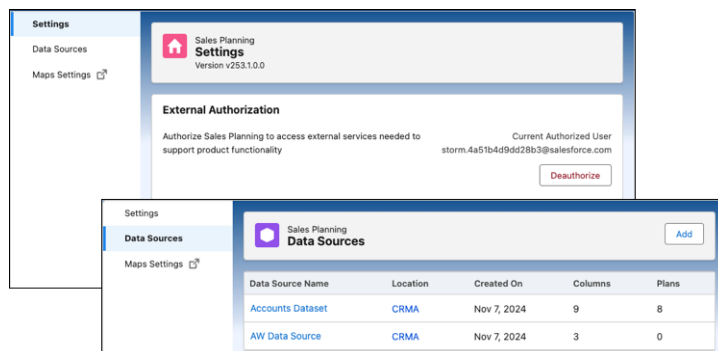 Settings
Data Sources
Maps Settings
Sales Planning
Settings
Version v253.1.0.0
External Authorization
Authorize Sales Planning to access external services needed to
support product functionality
Current Authorized User
storm.4a51b4d9dd28b3@salesforce.com
Deauthorize
Settings
Data Sources
Maps Settings
Sales Planning
Data Sources
Add
Data Source Name Location Created On Columns Plans
Accounts Dataset CRMA Nov 7, 2024 9 8
AW Data Source CRMA Nov 7, 2024 3 0